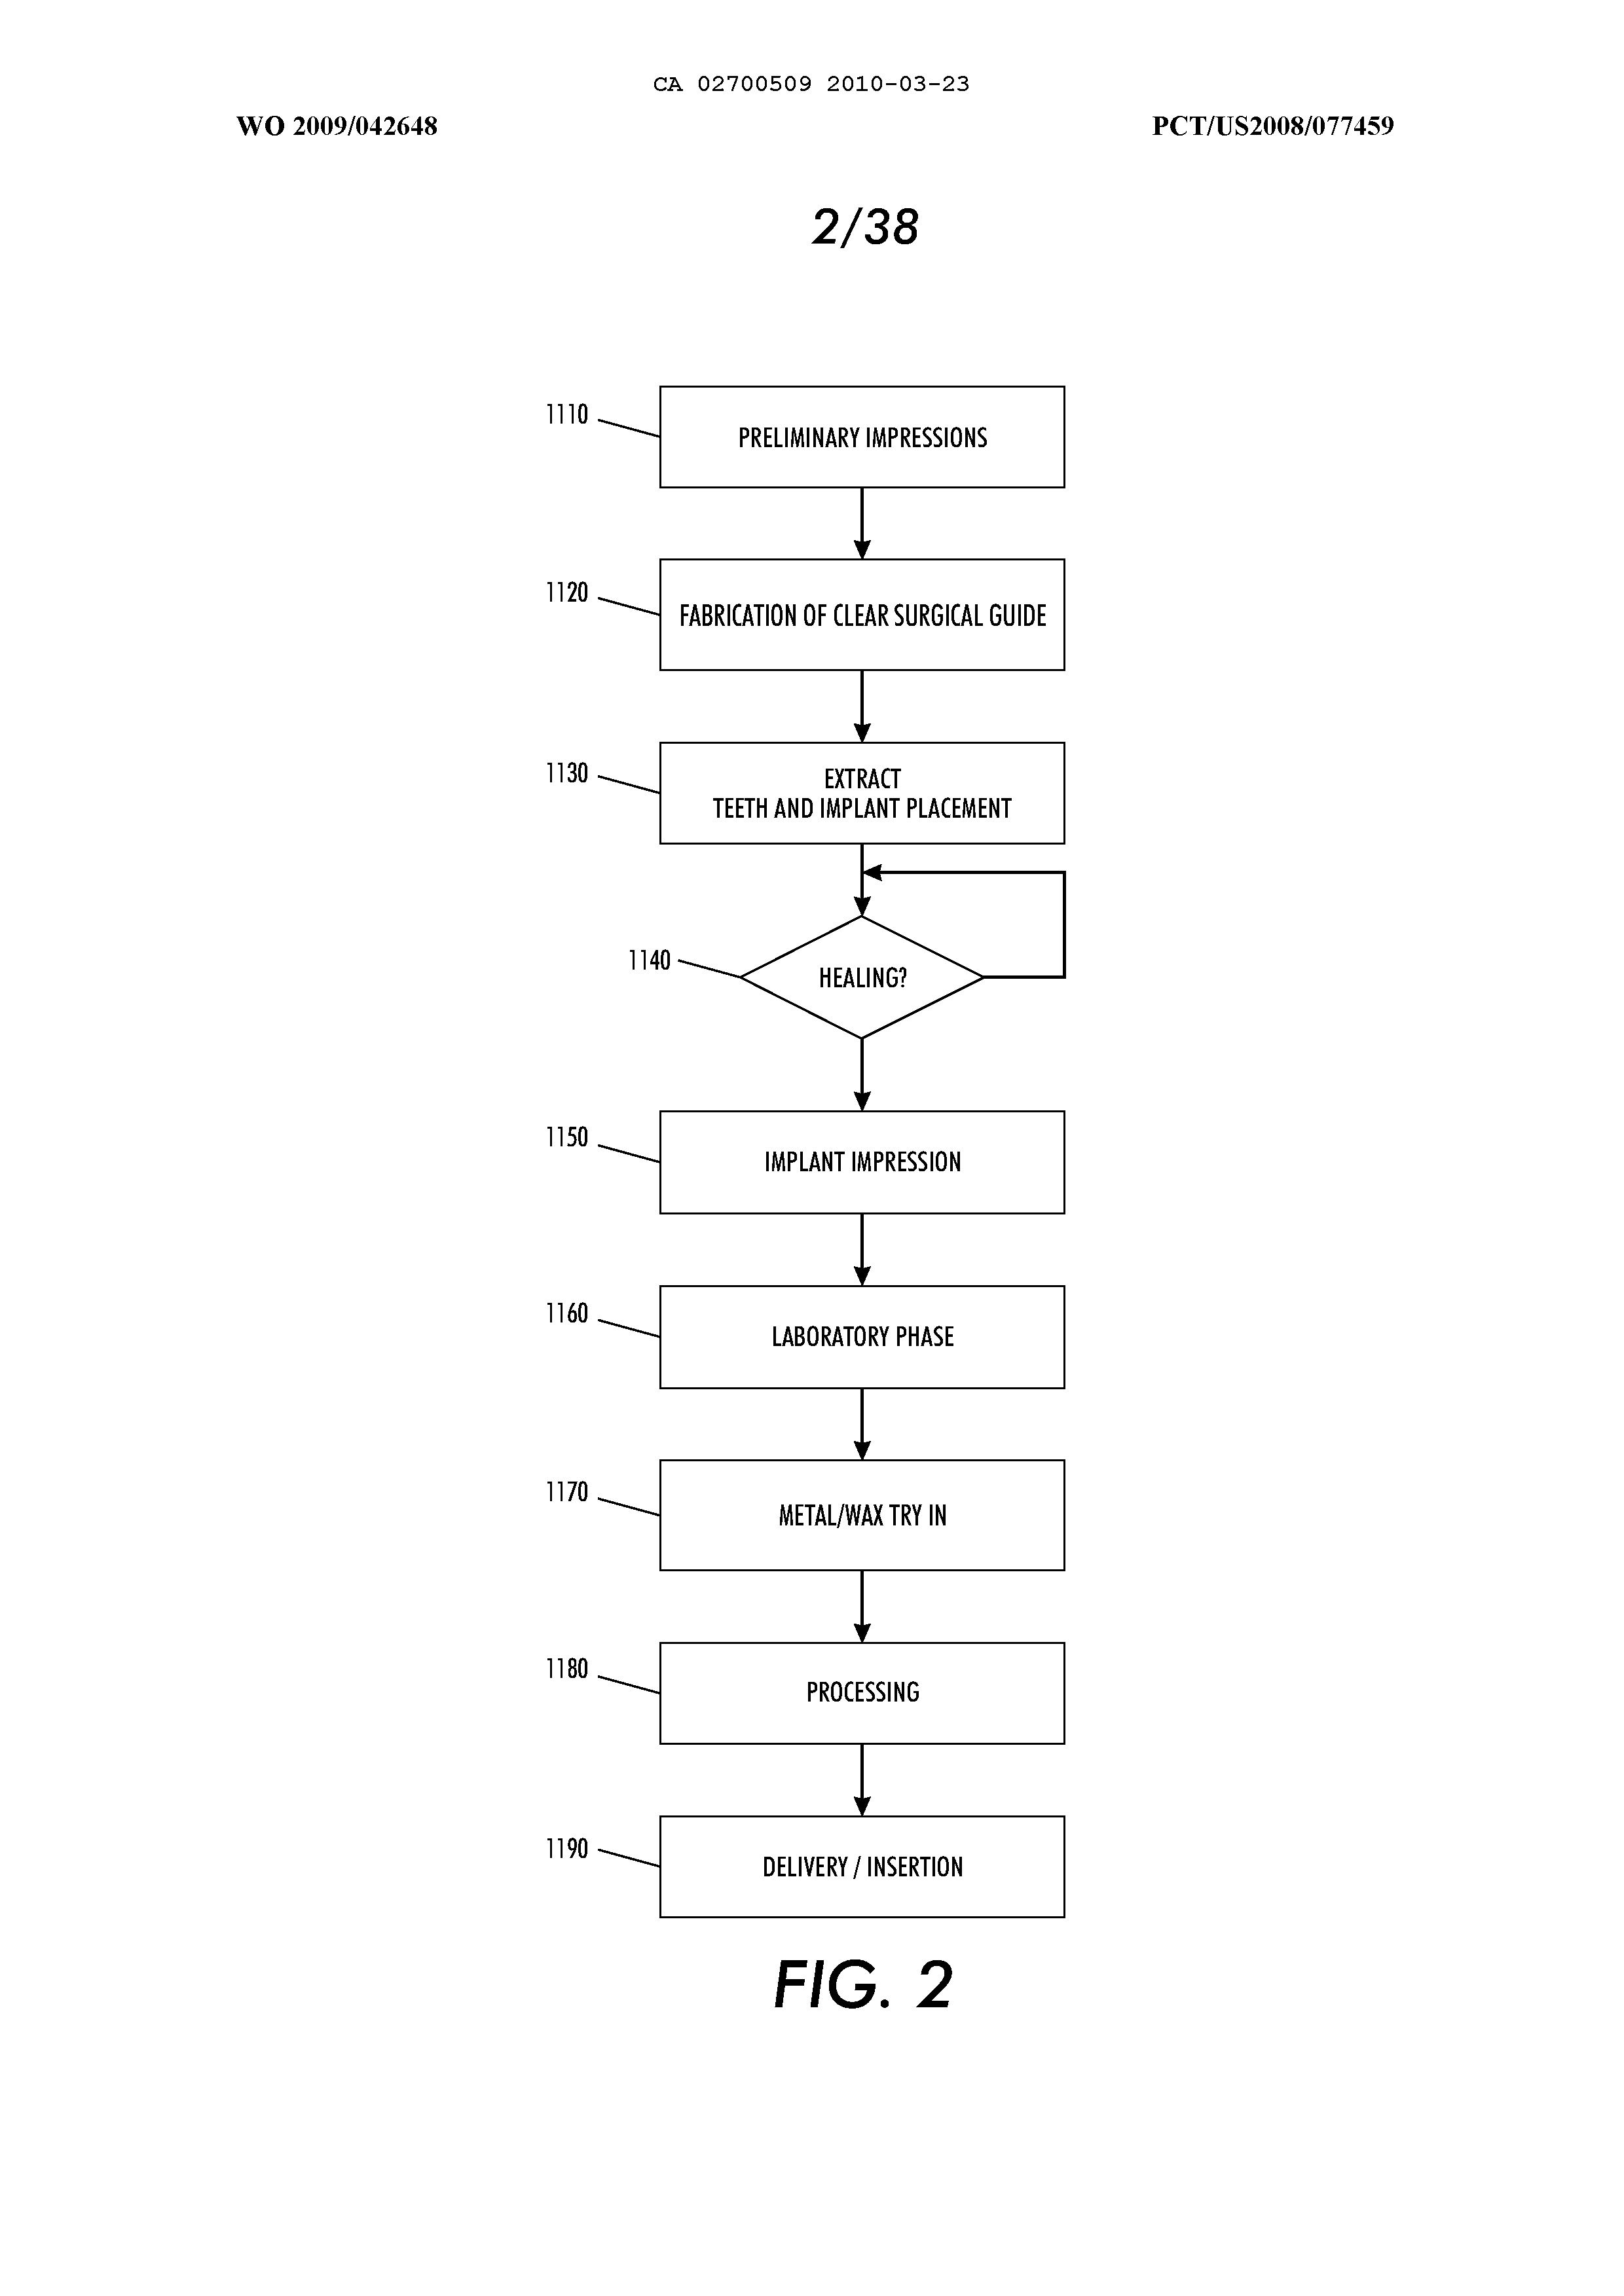 CA 02700509 2010-03-23
WO 2009/042648
PCT/US2008/077459
2/38
1110
PRELIMINARY IMPRESSIONS
1120
FABRICATION OF CLEAR SURGICAL GUIDE
1130
EXTRACT
TEETH AND IMPLANT PLACEMENT
1140
HEALING?
1150
IMPLANT IMPRESSION
1160
LABORATORY PHASE
1170
METAL/WAX TRY IN
1180
PROCESSING
1190
DELIVERY / INSERTION
FIG. 2